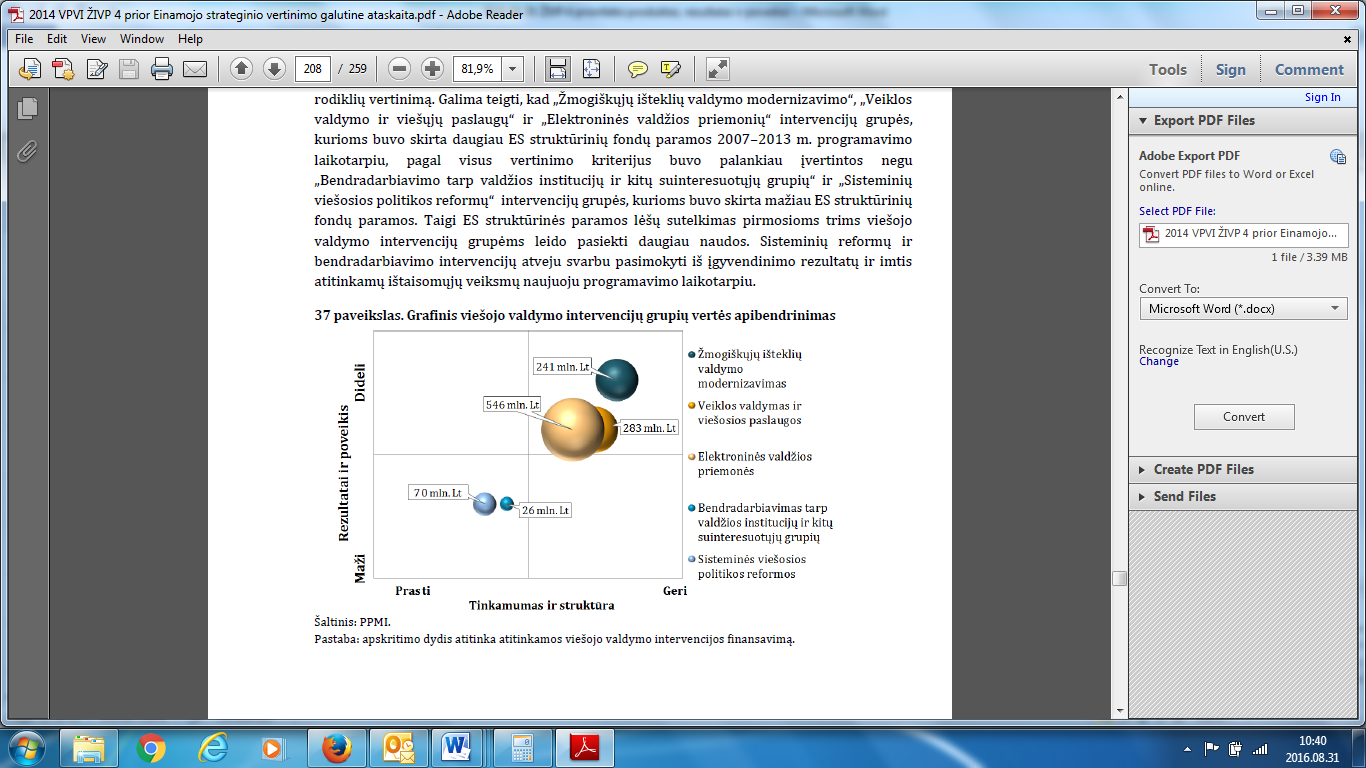 2014 VPVI ŽIVP 4 prior Einamojo strateginio vertinimo galutine ataskaita.pdf - Adobe Reader
File Edit View Window Help
208 / 259
81,9%
Tools Sign Comment
rodiklių vertinimą. Galima teigti, kad „Žmogiškųjų išteklių valdymo modernizavimo“, „Veiklos
valdymo ir viešųjų paslaugų“ ir „Elektroninės valdžios priemonių“ intervencijų grupės,
kurioms buvo skirta daugiau ES struktūrinių fondų paramos 2007–2013 m. programavimo
laikotarpiu, pagal visus vertinimo kriterijus buvo palankiau įvertintos negu
„Bendradarbiavimo tarp valdžios institucijų ir kitų suinteresuotųjų grupių“ ir „Sisteminių
viešosios politikos reformų“ intervencijų grupės, kurioms buvo skirta mažiau ES struktūrinių
fondų paramos. Taigi ES struktūrinės paramos lėšų sutelkimas pirmosioms trims viešojo
valdymo intervencijų grupėms leido pasiekti daugiau naudos. Sisteminių reformų ir
bendradarbiavimo intervencijų atveju svarbu pasimokyti iš įgyvendinimo rezultatų ir imtis
atitinkamų ištaisomųjų veiksmų naujuoju programavimo laikotarpiu.
37 paveikslas. Grafinis viešojo valdymo intervencijų grupių vertės apibendrinimas
Rezultatai ir poveikis
Dideli
Maži
241 mln. Lt
546 mln. Lt
283 mln. Lt
70 mln. Lt
26 mln. Lt
Prasti
Geri
Tinkamumas ir struktūra
Žmogiškųjų išteklių
valdymo
modernizavimas
Veiklos valdymas ir
viešosios paslaugos
Elektroninės valdžios
priemonės
Bendradarbiavimas tarp
valdžios institucijų ir kitų
suinteresuotųjų grupių
Sisteminės viešosios
politikos reformos
Šaltinis: PPMI.
Pastaba: apskritimo dydis atitinka atitinkamos viešojo valdymo intervencijos finansavimą.
Sign In
Export PDF Files
Adobe Export PDF
Convert PDF files to Word or Excel
online.
Select PDF File:
2014 VPVI ŽIVP 4 prior Einamojo...
1 file / 3.39 MB
Convert To:
Microsoft Word (*.docx)
Recognize Text in English(U.S.)
Change
Convert
Create PDF Files
Send Files
10:40
2016.08.31